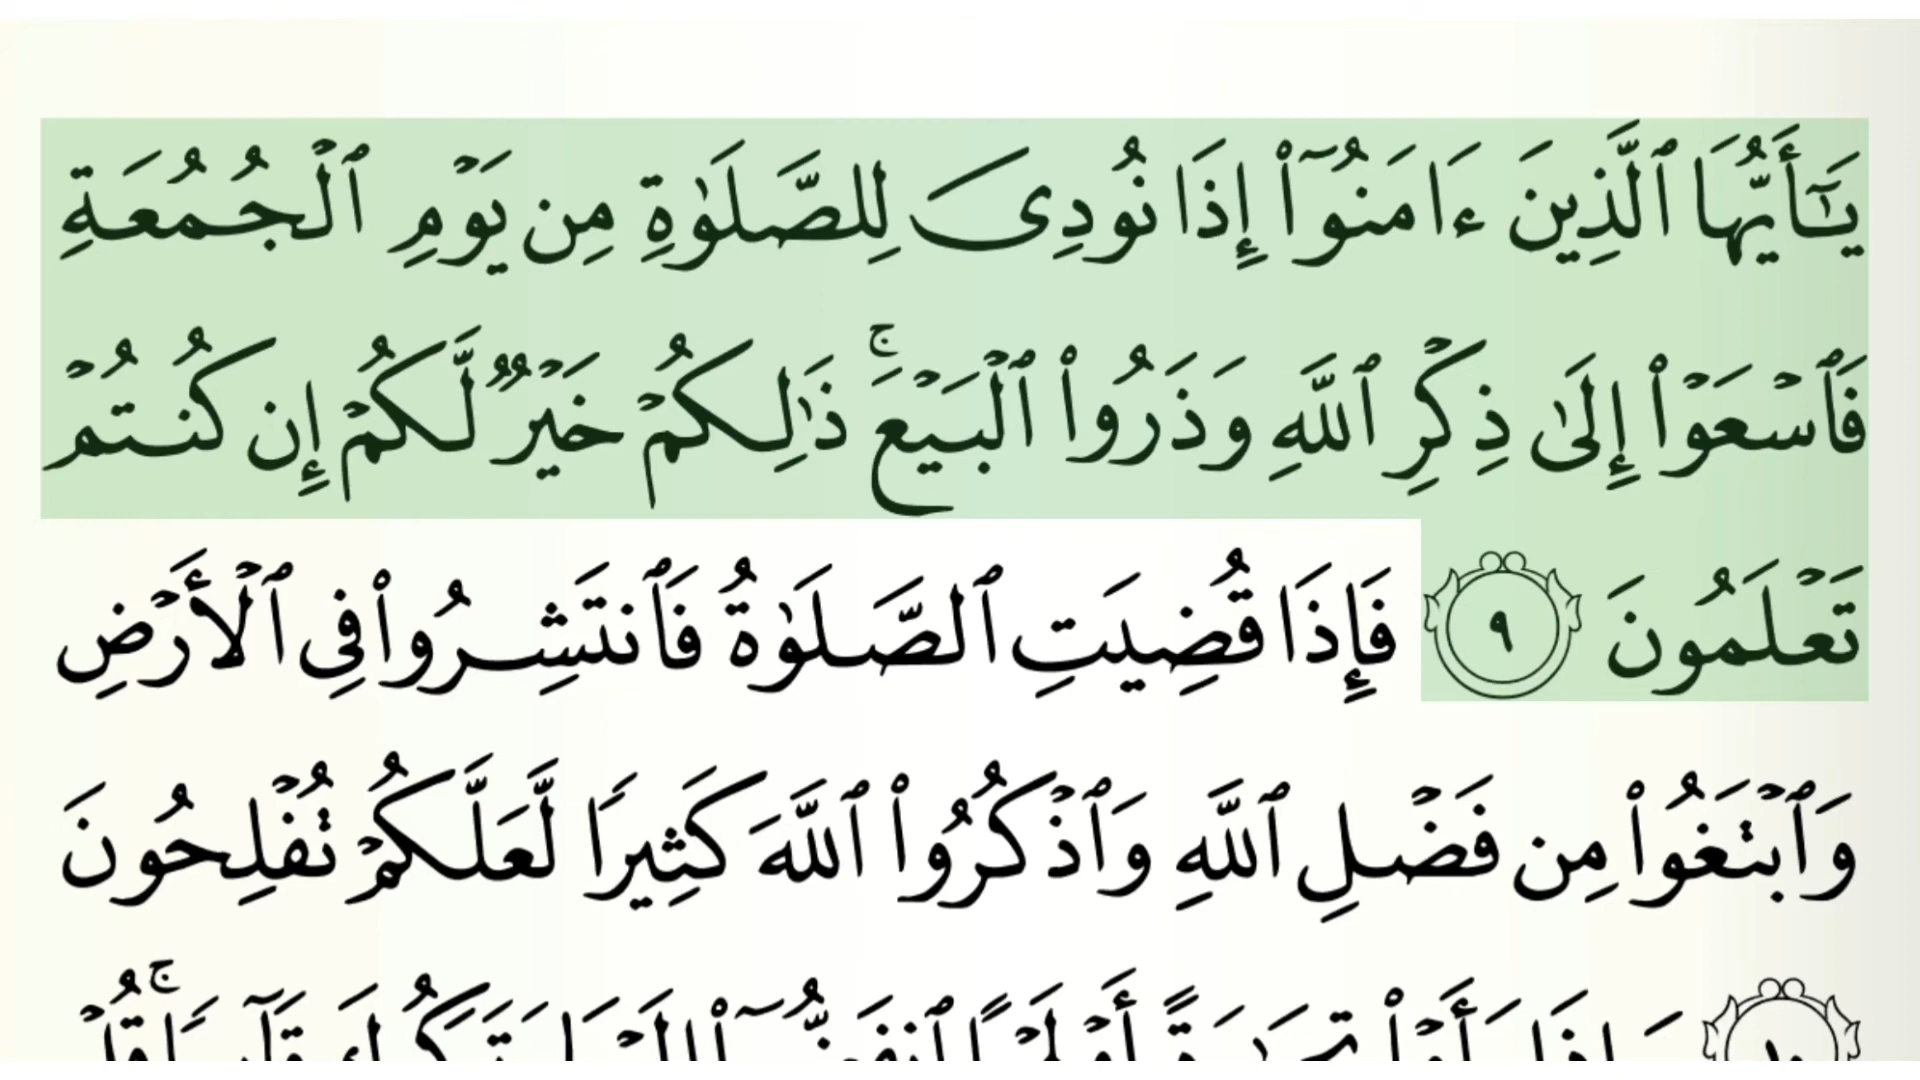 يَٰٓأَيُّهَا ٱلَّذِينَ ءَامَنُوٓا۟ إِذَا نُودِىَ لِلصَّلَوٰةِ مِن يَوْمِ ٱلْجُمُعَةِ
فَٱسْعَوْا۟ إِلَىٰ ذِكْرِ ٱللَّهِ وَذَرُوا۟ ٱلْبَيْعَ ۚ ذَٰلِكُمْ خَيْرٌ لَّكُمْ إِن كُنتُمْ
تَعْلَمُونَ ٩ فَإِذَا قُضِيَتِ ٱلصَّلَوٰةُ فَٱنتَشِرُوا۟ فِى ٱلْأَرْضِ
وَٱبْتَغُوا۟ مِن فَضْلِ ٱللَّهِ وَٱذْكُرُوا۟ ٱللَّهَ كَثِيرًا لَّعَلَّكُمْ تُفْلِحُونَ